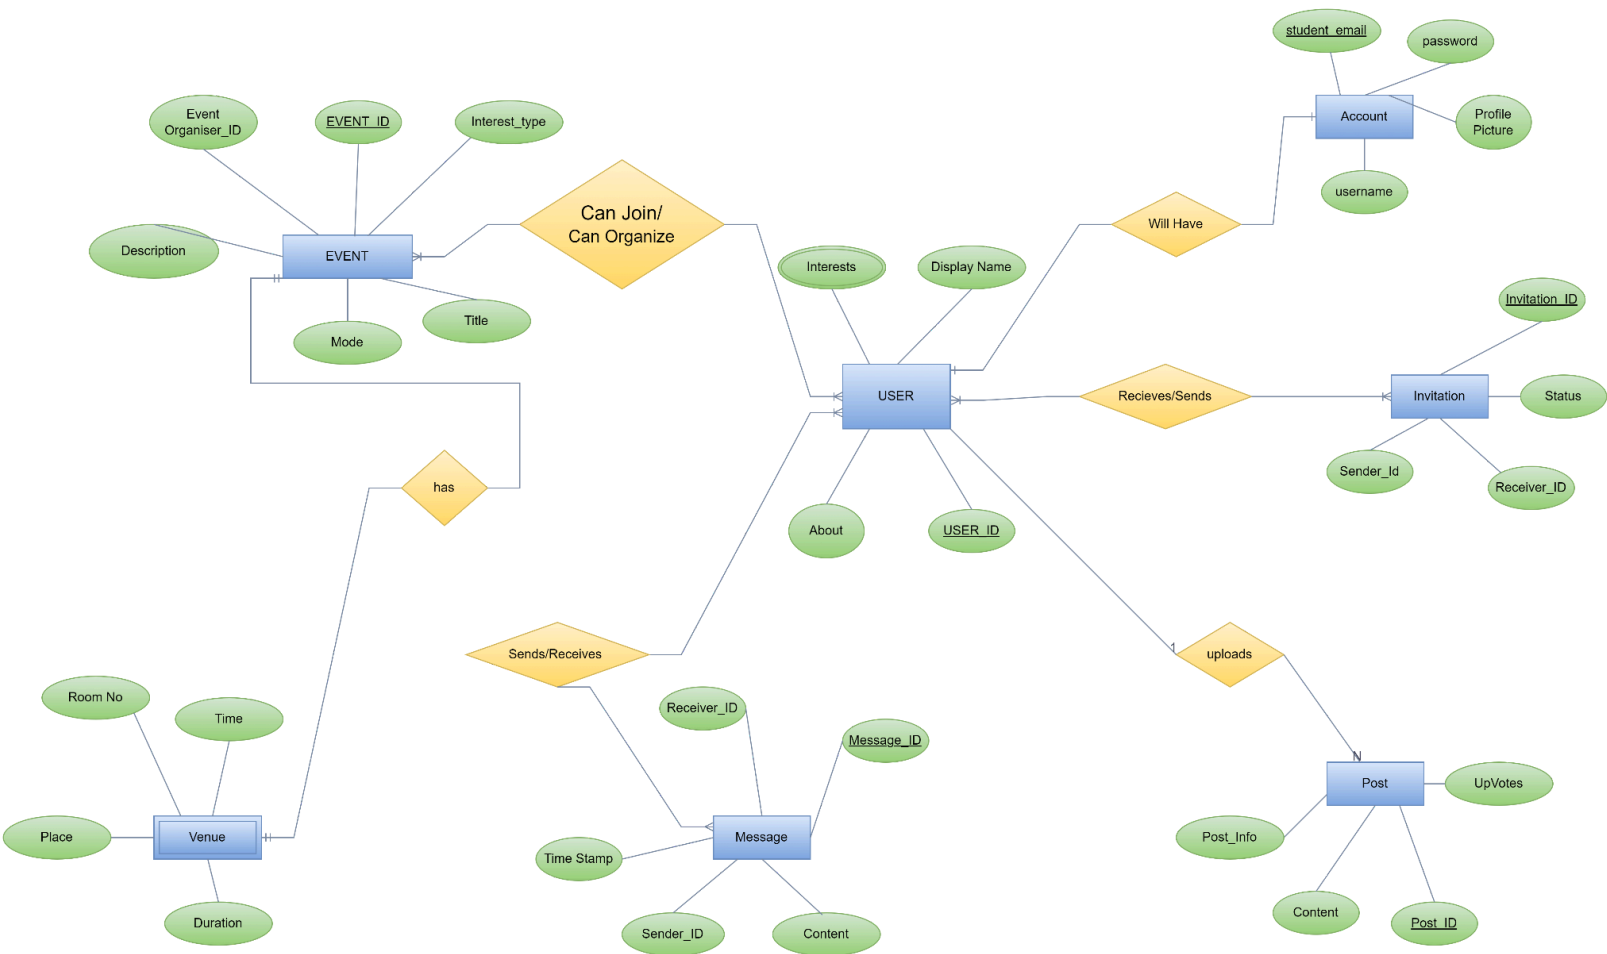 student_email
password
Event
Organiser_ID
EVENT_ID
Interest_type
Account
Profile
Picture
username
Can Join/
Can Organize
Will Have
Description
EVENT
Interests
Display Name
Invitation_ID
Title
Mode
USER
Recieves/Sends
Invitation
Status
Sender_Id
Receiver_ID
has
About
USER_ID
Sends/Receives
1
uploads
Room No
Time
Receiver_ID
Message_ID
N
Post
UpVotes
Place
Venue
Message
Post_Info
Time Stamp
Duration
Sender_ID
Content
Content
Post_ID